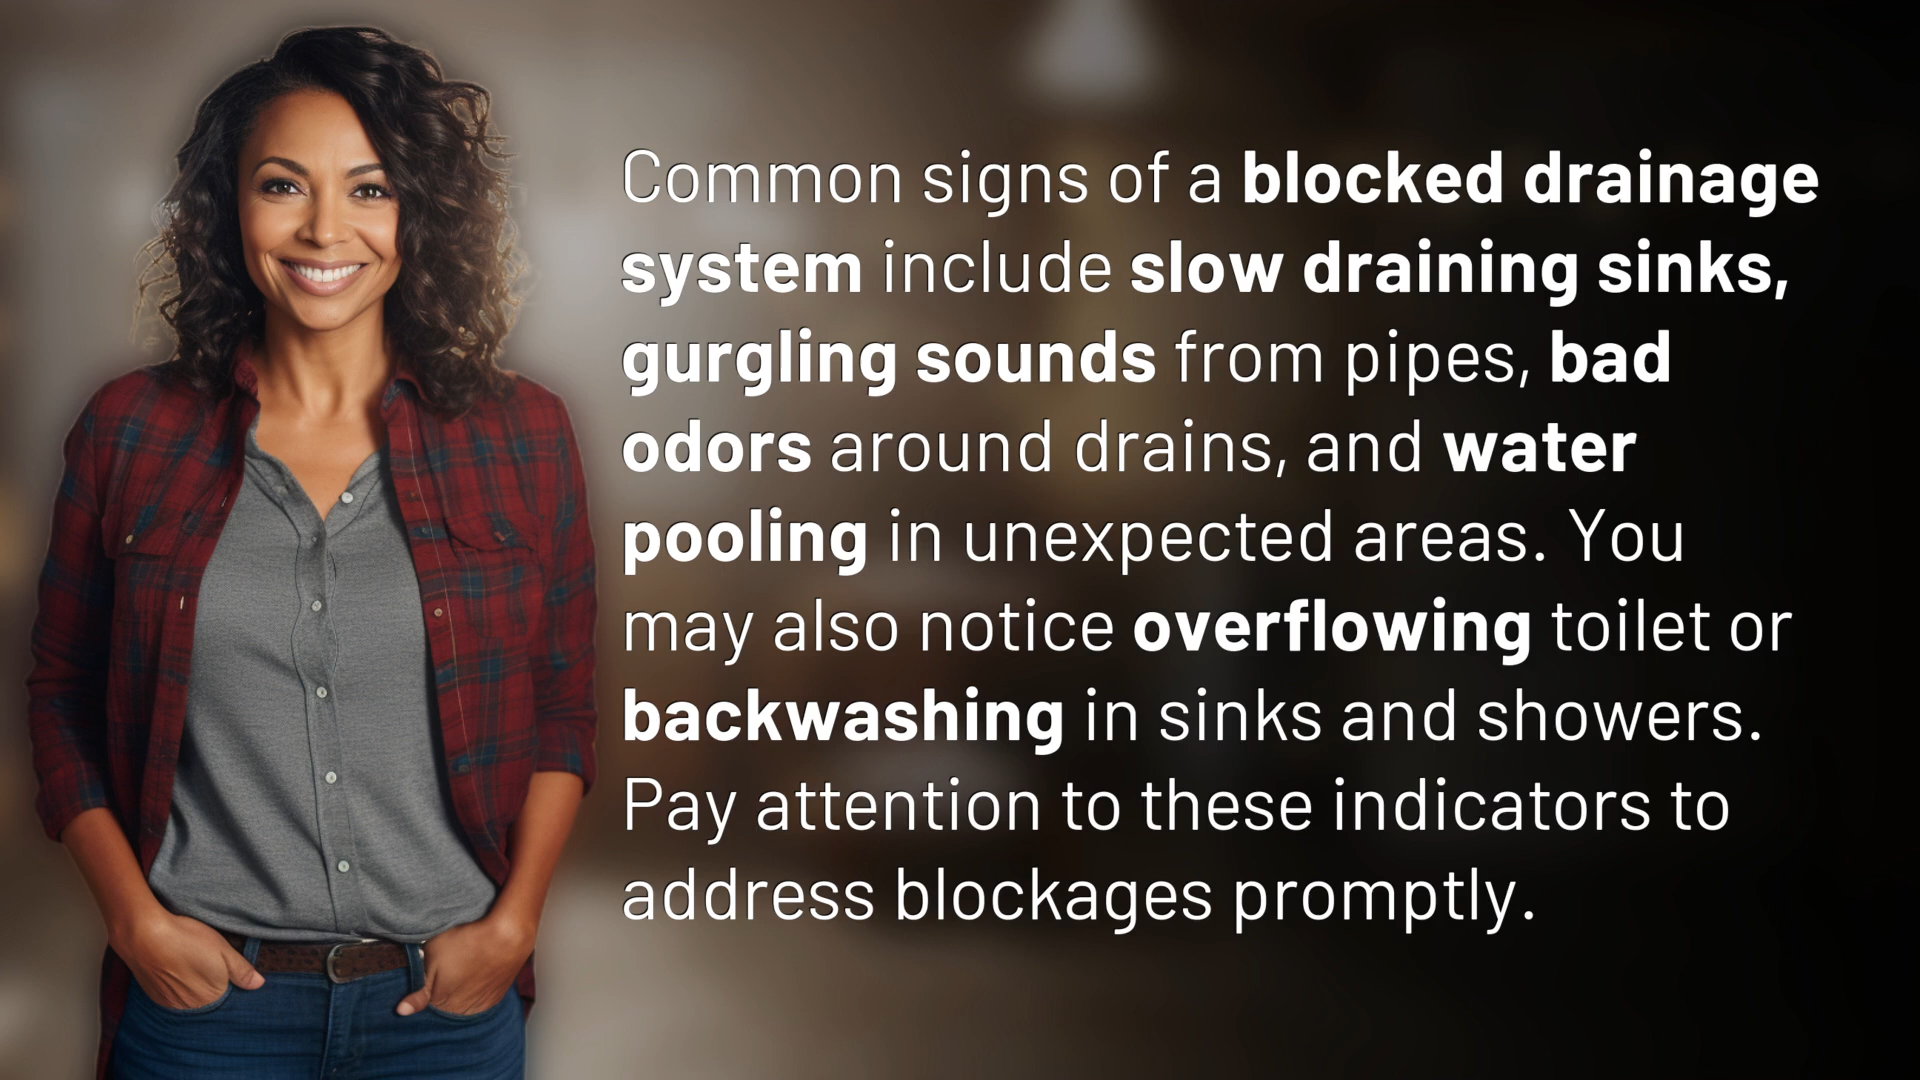 Common signs of a blocked drainage
system include slow draining sinks,
gurgling sounds from pipes, bad
odors around drains, and water
pooling in unexpected areas. You
may also notice overflowing toilet or
backwashing in sinks and showers.
Pay attention to these indicators to
address blockages promptly.